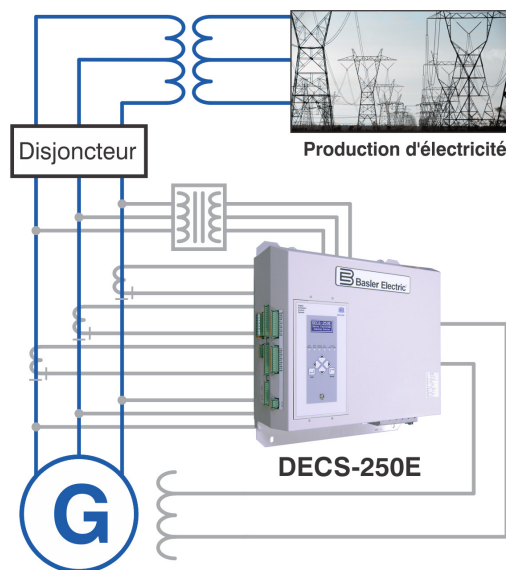 Disjoncteur
Production d'électricité
Basler Electric
DECS-250E
G